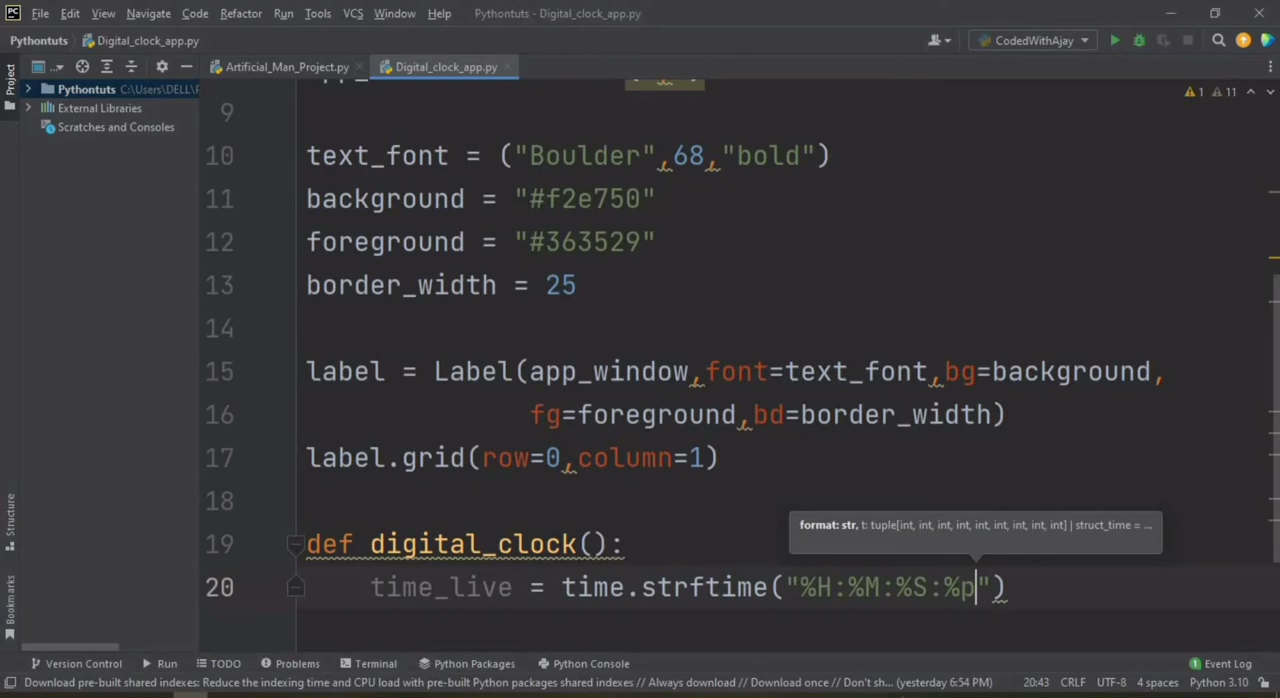 PC File Edit View Navigate Code Refactor Run Tools VCS Window Help Pythontuts - Digital_clock_app.py
Pythontuts Digital_clock_app.py CodedWithAjay
Project ... Artificial_Man_Project.py Digital_clock_app.py
Pythontuts C:\Users\DELL\P 1 11
External Libraries
Scratches and Consoles
9
10 text_font = ("Boulder",68,"bold")
11 background = "#f2e750"
12 foreground = "#363529"
13 border_width = 25
14
15 label = Label(app_window,font=text_font,bg=background,
16 fg=foreground,bd=border_width)
17 label.grid(row=0,column=1)
18
format: str, t: tuple[int, int, int, int, int, int, int, int, int] | struct_time = ...
19 def digital_clock():
20 time_live = time.strftime("%H:%M:%S:%p")
Structure
Bookmarks
Version Control Run TODO Problems Terminal Python Packages Python Console 1 Event Log
Download pre-built shared indexes: Reduce the indexing time and CPU load with pre-built Python packages shared indexes // Always download // Download once // Don't sh... (yesterday 6:54 PM) 20:43 CRLF UTF-8 4 spaces Python 3.10